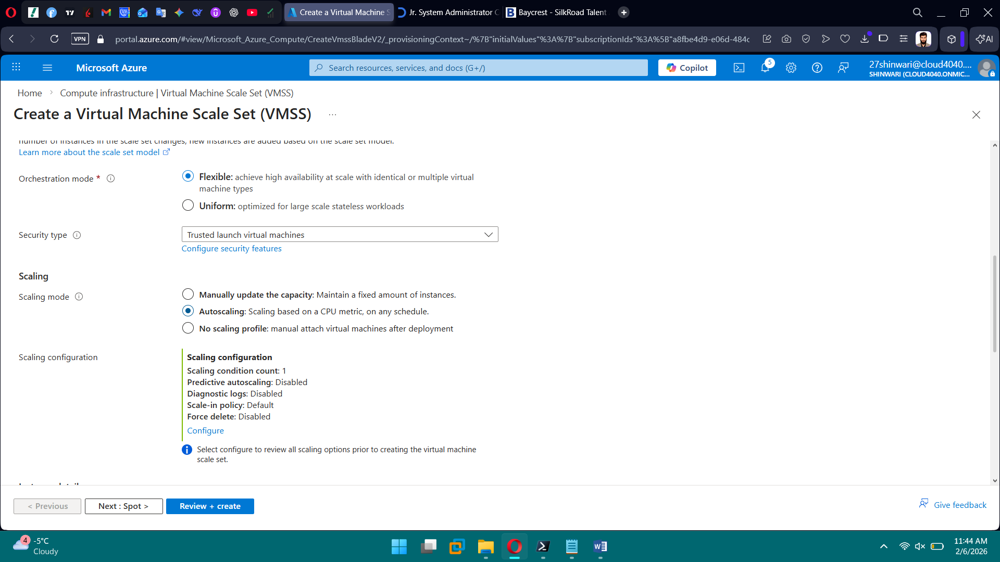 Create a Virtual Machine S
Jr. System Administrator C
Baycrest - SilkRoad Talent
VPN
portal.azure.com/#view/Microsoft_Azure_Compute/CreateVmssBladeV2/_provisioningContext~/%7B"initialValues"%3A%7B"subscriptionIds"%3A%5B"a8fbe4d9-e06d-484c
AI
Microsoft Azure
Search resources, services, and docs (G+/)
Copilot
5
27shinwari@cloud4040....
SHINWARI (CLOUD4040.ONMIC...
Home > Compute infrastructure | Virtual Machine Scale Set (VMSS)
Create a Virtual Machine Scale Set (VMSS) ...
number of instances in the scale set changes, new instances are added based on the scale set model.
Learn more about the scale set model
Orchestration mode *
Flexible: achieve high availability at scale with identical or multiple virtual
machine types
Uniform: optimized for large scale stateless workloads
Security type
Trusted launch virtual machines
Configure security features
Scaling
Scaling mode
Manually update the capacity: Maintain a fixed amount of instances.
Autoscaling: Scaling based on a CPU metric, on any schedule.
No scaling profile: manual attach virtual machines after deployment
Scaling configuration
Scaling configuration
Scaling condition count: 1
Predictive autoscaling: Disabled
Diagnostic logs: Disabled
Scale-in policy: Default
Force delete: Disabled
Configure
Select configure to review all scaling options prior to creating the virtual machine
scale set.
< Previous
Next : Spot >
Review + create
Give feedback
4
-5°C
Cloudy
11:44 AM
2/6/2026